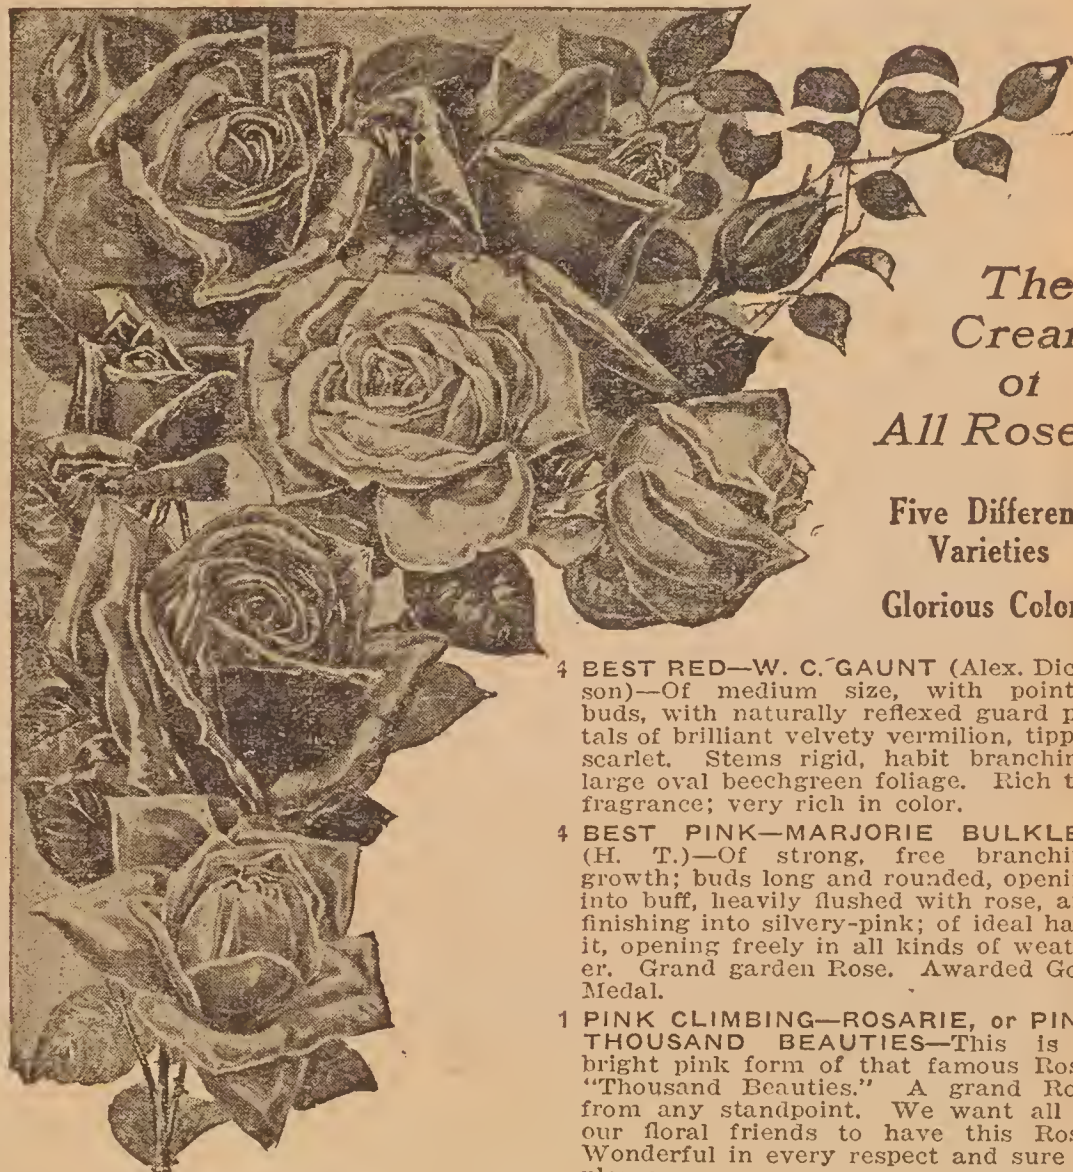 The
Crea
of
All Rose
Five Differen
Varieties
Glorious Color
4 BEST RED—W. C. GAUNT (Alex. Dic
son)—Of medium size, with point
buds, with naturally reflexed guard p
tals of brilliant velvety vermilion, tipp
scarlet. Stems rigid, habit branchin
large oval beechgreen foliage. Rich t
fragrance; very rich in color.
4 BEST PINK—MARJORIE BULKLE
(H. T.)—Of strong, free branchi
growth; buds long and rounded, openi
into buff, heavily flushed with rose, a
finishing into silvery-pink; of ideal ha
it, opening freely in all kinds of weat
er. Grand garden Rose. Awarded Go
Medal.
1 PINK CLIMBING—ROSARIE, or PIN
THOUSAND BEAUTIES—This is
bright pink form of that famous Ros
"Thousand Beauties." A grand Ro
from any standpoint. We want all
our floral friends to have this Ros
Wonderful in every respect and sure